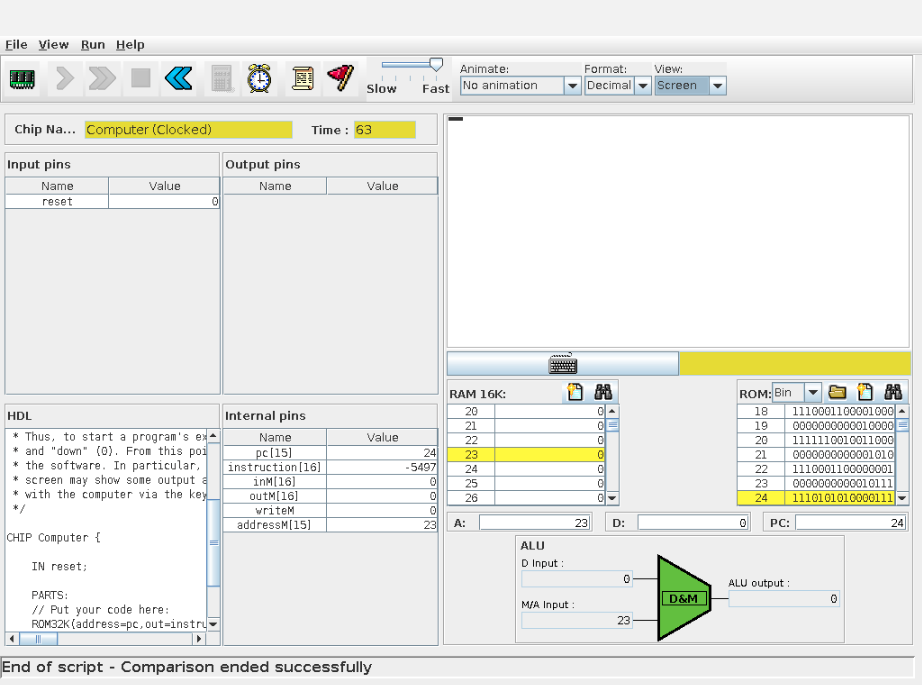 File View Run Help
Slow Fast
Animate: Format: View:
No animation Decimal Screen
Chip Na... Computer (Clocked) Time : 63
Input pins
Name Value
reset 0
Output pins
Name Value
HDL
* Thus, to start a program's ex
* and "down" (0). From this poi
* the software. In particular,
* screen may show some output a
* with the computer via the key
*/
CHIP Computer {
IN reset;
PARTS:
// Put your code here:
ROM32K(address=pc,out=instru
Internal pins
Name Value
pc[15] 24
instruction[16] -5497
inM[16] 0
outM[16] 0
writeM 0
addressM[15] 23
RAM 16K:
20 0
21 0
22 0
23 0
24 0
25 0
26 0
ROM: Bin
18 1110001100001000
19 0000000000010000
20 1111110010011000
21 0000000000001010
22 1110001100000001
23 0000000000010111
24 1110101010000111
A: 23 D: 0 PC: 24
ALU
D Input :
0
M/A Input :
23
D&M
ALU output :
0
End of script - Comparison ended successfully